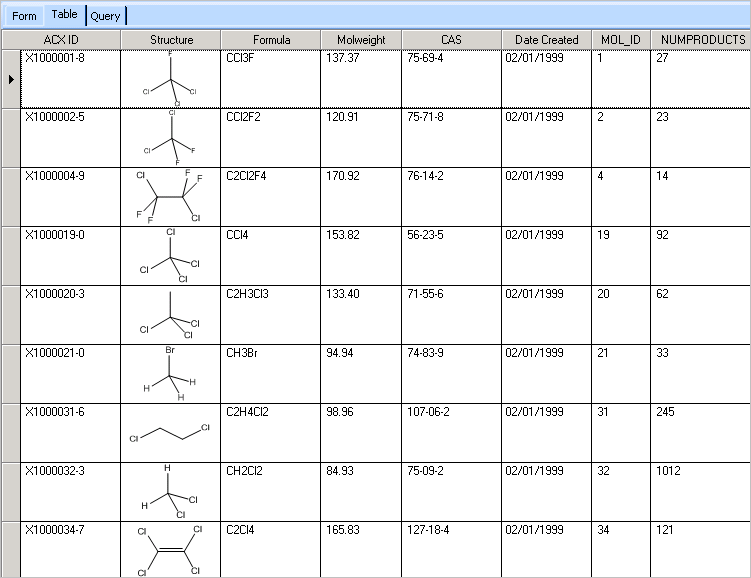 Form Table Query
ACX ID Structure Formula Molweight CAS Date Created MOL_ID NUMPRODUCTS
X1000001-8 CCl3F 137.37 75-69-4 02/01/1999 1 27
F
Cl Cl
Cl
X1000002-5 CCl2F2 120.91 75-71-8 02/01/1999 2 23
Cl
Cl F
F
X1000004-9 C2Cl2F4 170.92 76-14-2 02/01/1999 4 14
Cl F F
F F Cl
X1000019-0 CCl4 153.82 56-23-5 02/01/1999 19 92
Cl
Cl Cl
Cl
X1000020-3 C2H3Cl3 133.40 71-55-6 02/01/1999 20 62
Cl Cl
Cl
X1000021-0 CH3Br 94.94 74-83-9 02/01/1999 21 33
Br
H H
H
X1000031-6 C2H4Cl2 98.96 107-06-2 02/01/1999 31 245
Cl Cl
X1000032-3 CH2Cl2 84.93 75-09-2 02/01/1999 32 1012
H
H Cl
Cl
X1000034-7 C2Cl4 165.83 127-18-4 02/01/1999 34 121
Cl Cl
Cl Cl